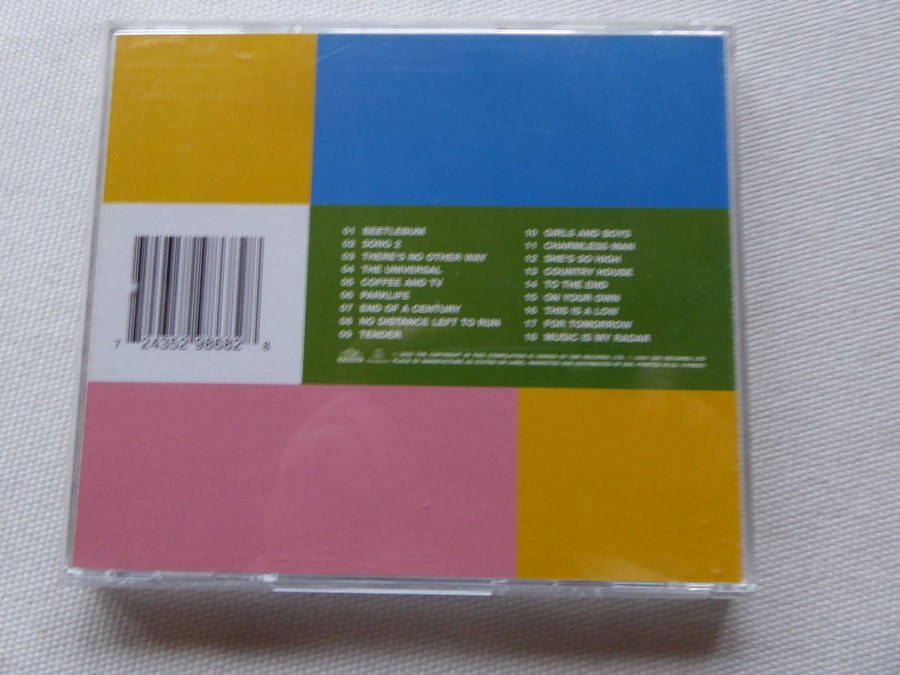 01 BEETLEBUM
02 SONG 2
03 THERE'S NO OTHER WAY
04 THE UNIVERSAL
05 COFFEE AND TV
06 PARKLIFE
07 END OF A CENTURY
08 NO DISTANCE LEFT TO RUN
09 TENDER
10 GIRLS AND BOYS
11 CHARMLESS MAN
12 SHE'S SO HIGH
13 COUNTRY HOUSE
14 TO THE END
15 ON YOUR OWN
16 THIS IS A LOW
17 FOR TOMORROW
18 MUSIC IS MY RADAR
7 24352 98682 8